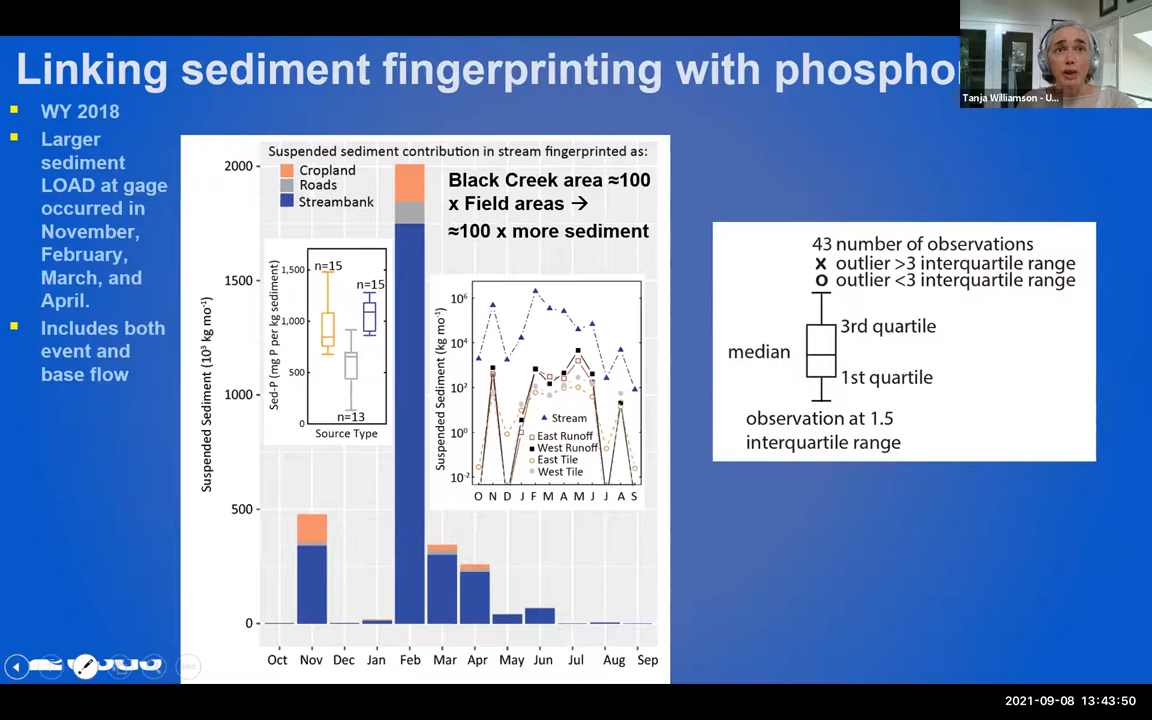 Linking sediment fingerprinting with phospho
Tanja Williamson - U...
WY 2018
Larger
sediment
LOAD at gage
occurred in
November,
February,
March, and
April.
Includes both
event and
base flow
Suspended sediment contribution in stream fingerprinted as:
Cropland
Roads
Streambank
Black Creek area ≈100
x Field areas →
≈100 x more sediment
Suspended Sediment (10³ kg mo⁻¹)
2000
1500
1000
500
0
Oct Nov Dec Jan Feb Mar Apr May Jun Jul Aug Sep
Sed-P (mg P per kg sediment)
1,500
1,000
500
0
n=15
n=15
n=13
Source Type
Suspended Sediment (kg mo⁻¹)
10⁶
10⁴
10²
10⁰
10⁻²
Stream
East Runoff
West Runoff
East Tile
West Tile
O N D J F M A M J J A S
43 number of observations
X outlier >3 interquartile range
O outlier <3 interquartile range
3rd quartile
median
1st quartile
observation at 1.5
interquartile range
2021-09-08 13:43:50